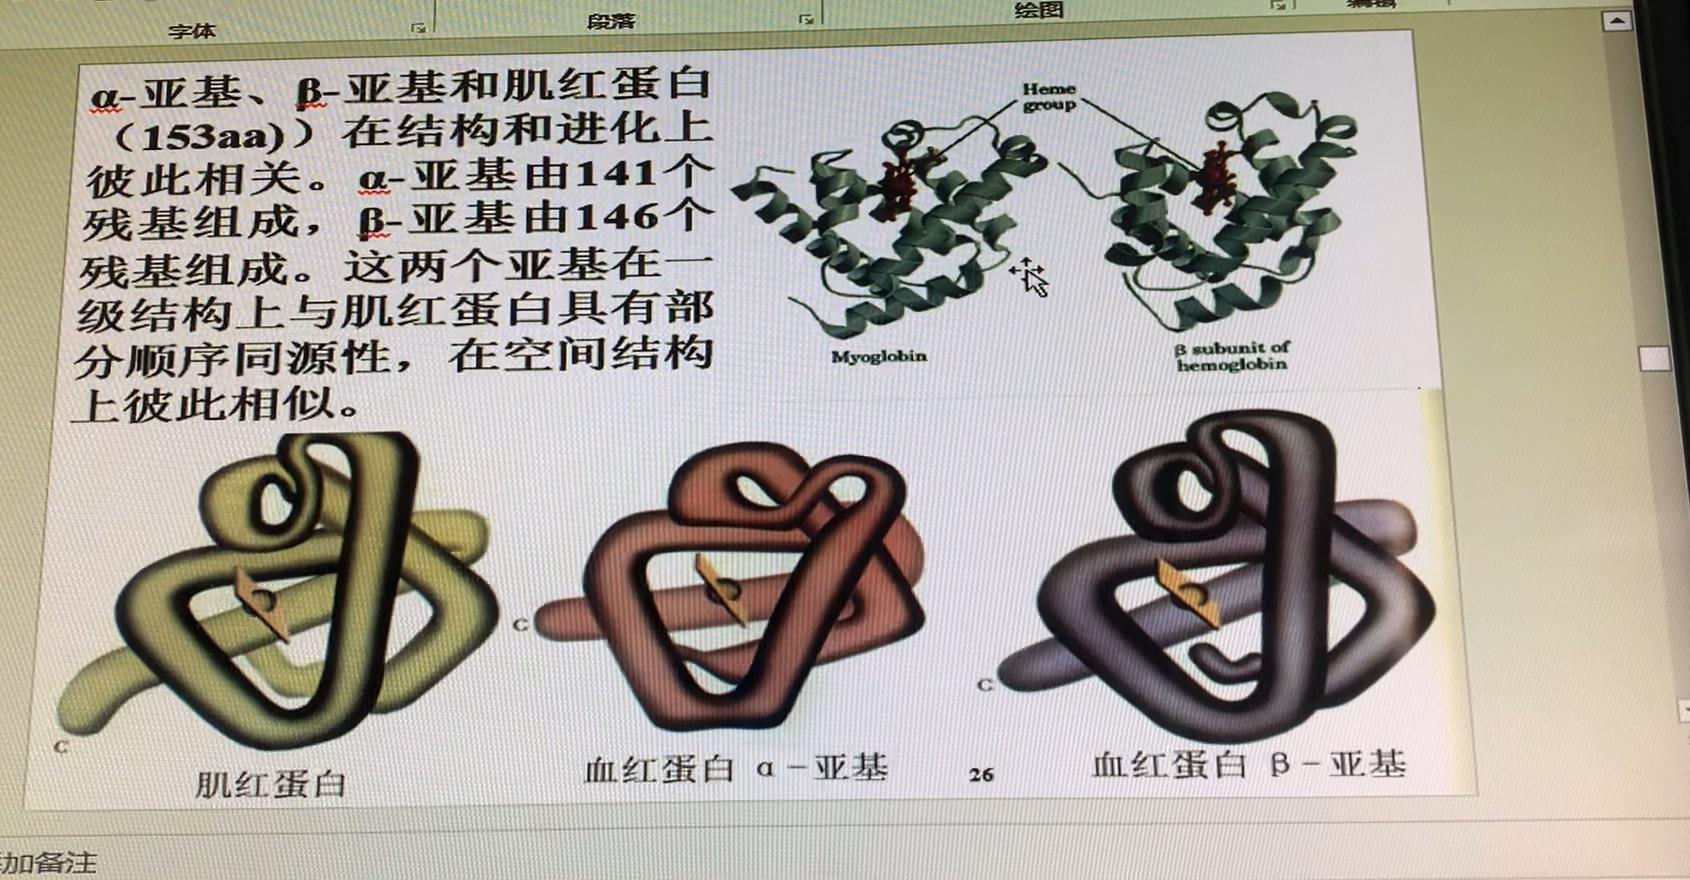 字体
段落
绘图
α-亚基、β-亚基和肌红蛋白
（153aa)）在结构和进化上
彼此相关。α-亚基由141个
残基组成，β-亚基由146个
残基组成。这两个亚基在一
级结构上与肌红蛋白具有部
分顺序同源性，在空间结构
上彼此相似。
Heme
group
Myoglobin
β subunit of
hemoglobin
C
肌红蛋白
C
血红蛋白 α-亚基
26
C
血红蛋白 β-亚基
加备注